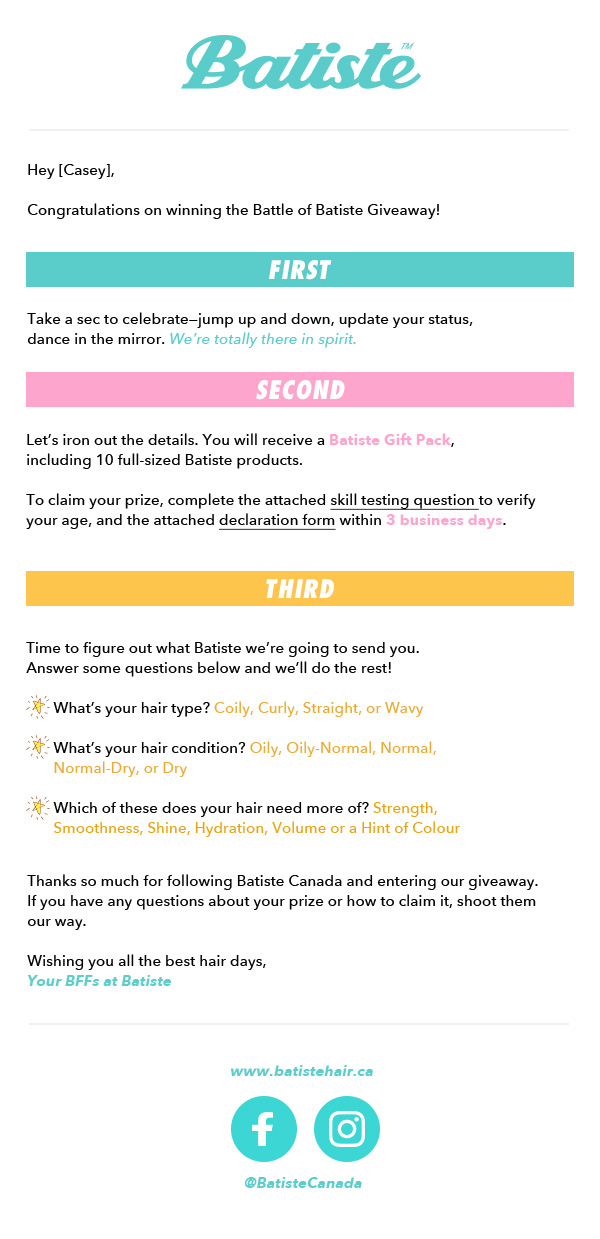 Batiste™
Hey [Casey],
Congratulations on winning the Battle of Batiste Giveaway!
FIRST
Take a sec to celebrate—jump up and down, update your status,
dance in the mirror. We're totally there in spirit.
SECOND
Let's iron out the details. You will receive a Batiste Gift Pack,
including 10 full-sized Batiste products.
To claim your prize, complete the attached skill testing question to verify
your age, and the attached declaration form within 3 business days.
THIRD
Time to figure out what Batiste we're going to send you.
Answer some questions below and we'll do the rest!
What's your hair type? Coily, Curly, Straight, or Wavy
What's your hair condition? Oily, Oily-Normal, Normal,
Normal-Dry, or Dry
Which of these does your hair need more of? Strength,
Smoothness, Shine, Hydration, Volume or a Hint of Colour
Thanks so much for following Batiste Canada and entering our giveaway.
If you have any questions about your prize or how to claim it, shoot them
our way.
Wishing you all the best hair days,
Your BFFs at Batiste
www.batistehair.ca
@BatisteCanada